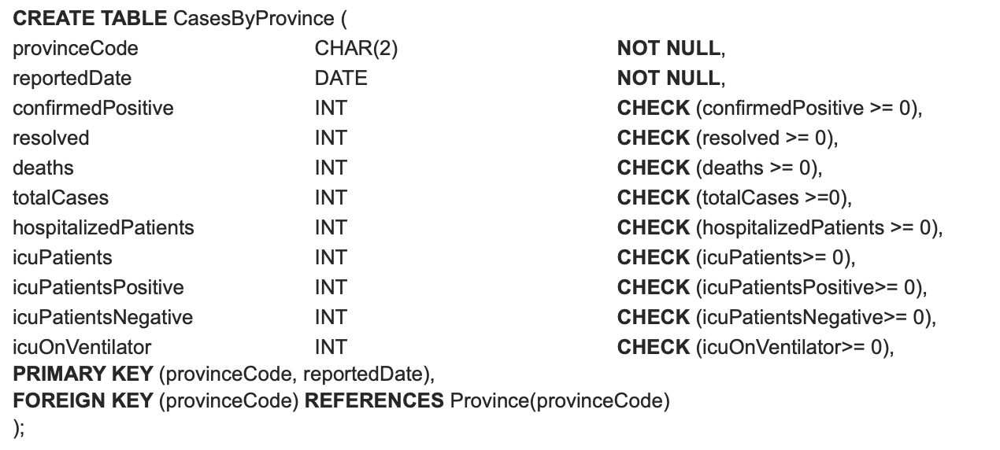 CREATE TABLE CasesByProvince (
provinceCode CHAR(2) NOT NULL,
reportedDate DATE NOT NULL,
confirmedPositive INT CHECK (confirmedPositive >= 0),
resolved INT CHECK (resolved >= 0),
deaths INT CHECK (deaths >= 0),
totalCases INT CHECK (totalCases >=0),
hospitalizedPatients INT CHECK (hospitalizedPatients >= 0),
icuPatients INT CHECK (icuPatients>= 0),
icuPatientsPositive INT CHECK (icuPatientsPositive>= 0),
icuPatientsNegative INT CHECK (icuPatientsNegative>= 0),
icuOnVentilator INT CHECK (icuOnVentilator>= 0),
PRIMARY KEY (provinceCode, reportedDate),
FOREIGN KEY (provinceCode) REFERENCES Province(provinceCode)
);